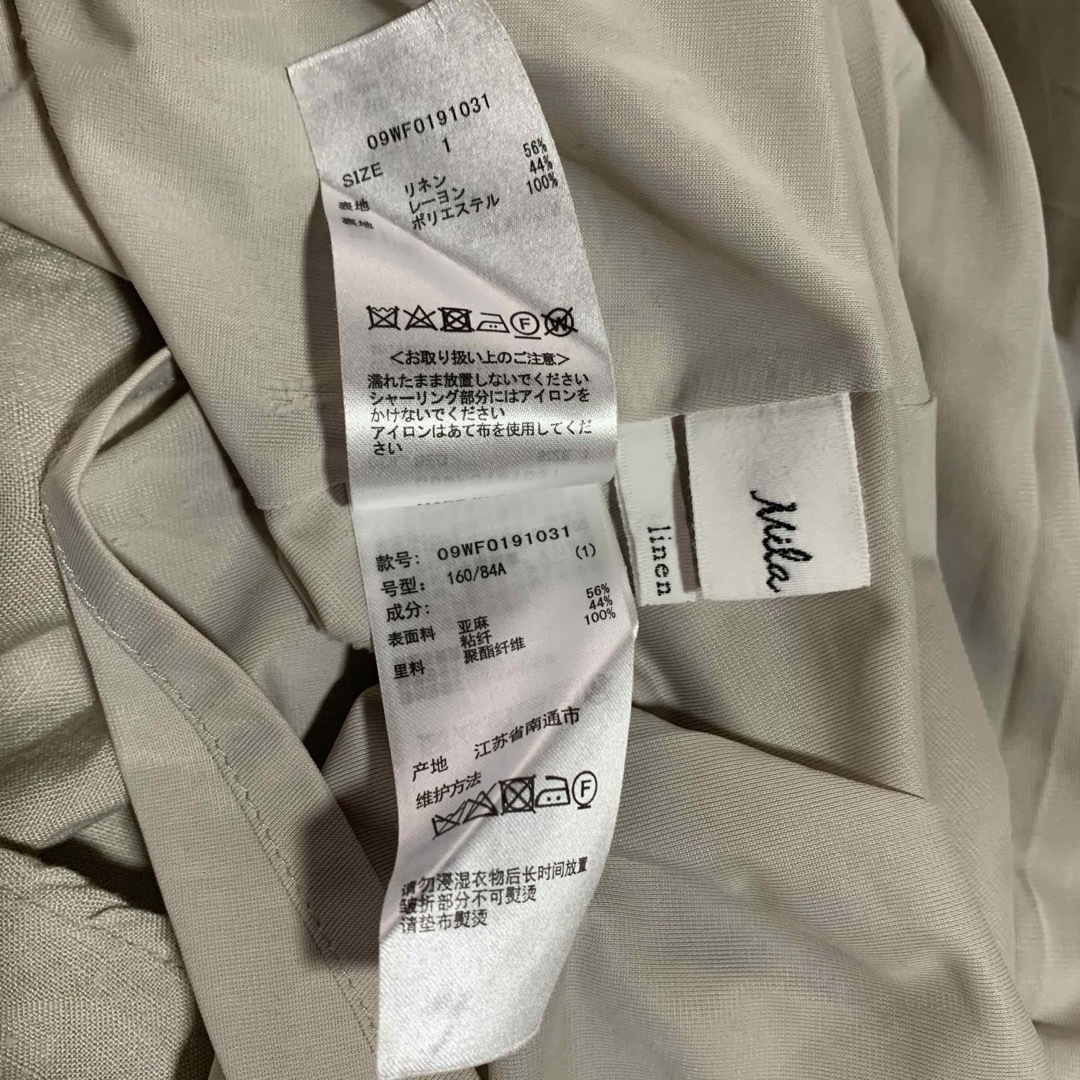 09WF0191031
SIZE 1
表地 リネン 56%
レーヨン 44%
裏地 ポリエステル 100%
F
W
<お取り扱い上のご注意>
濡れたまま放置しないでください
シャーリング部分にはアイロンを
かけないでください
アイロンはあて布を使用してくだ
さい
款号: 09WF0191031
号型: 160/84A (1)
成分:
表面料 亚麻 56%
粘纤 44%
里料 聚酯纤维 100%
产地 江苏省南通市
维护方法
F
请勿浸湿衣物后长时间放置
皱折部分不可熨烫
请垫布熨烫
linen
Mila